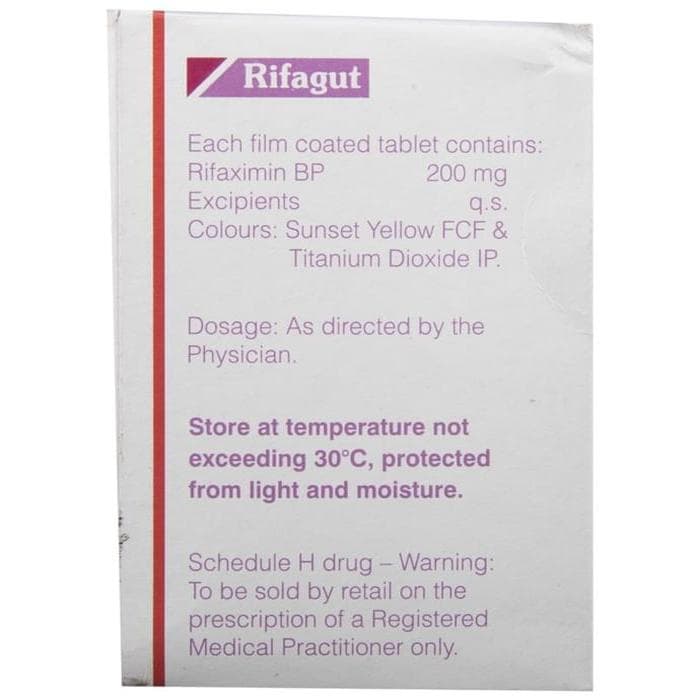 Rifagut
Each film coated tablet contains:
Rifaximin BP 200 mg
Excipients q.s.
Colours: Sunset Yellow FCF &
Titanium Dioxide IP.
Dosage: As directed by the
Physician.
Store at temperature not
exceeding 30°C, protected
from light and moisture.
Schedule H drug – Warning:
To be sold by retail on the
prescription of a Registered
Medical Practitioner only.